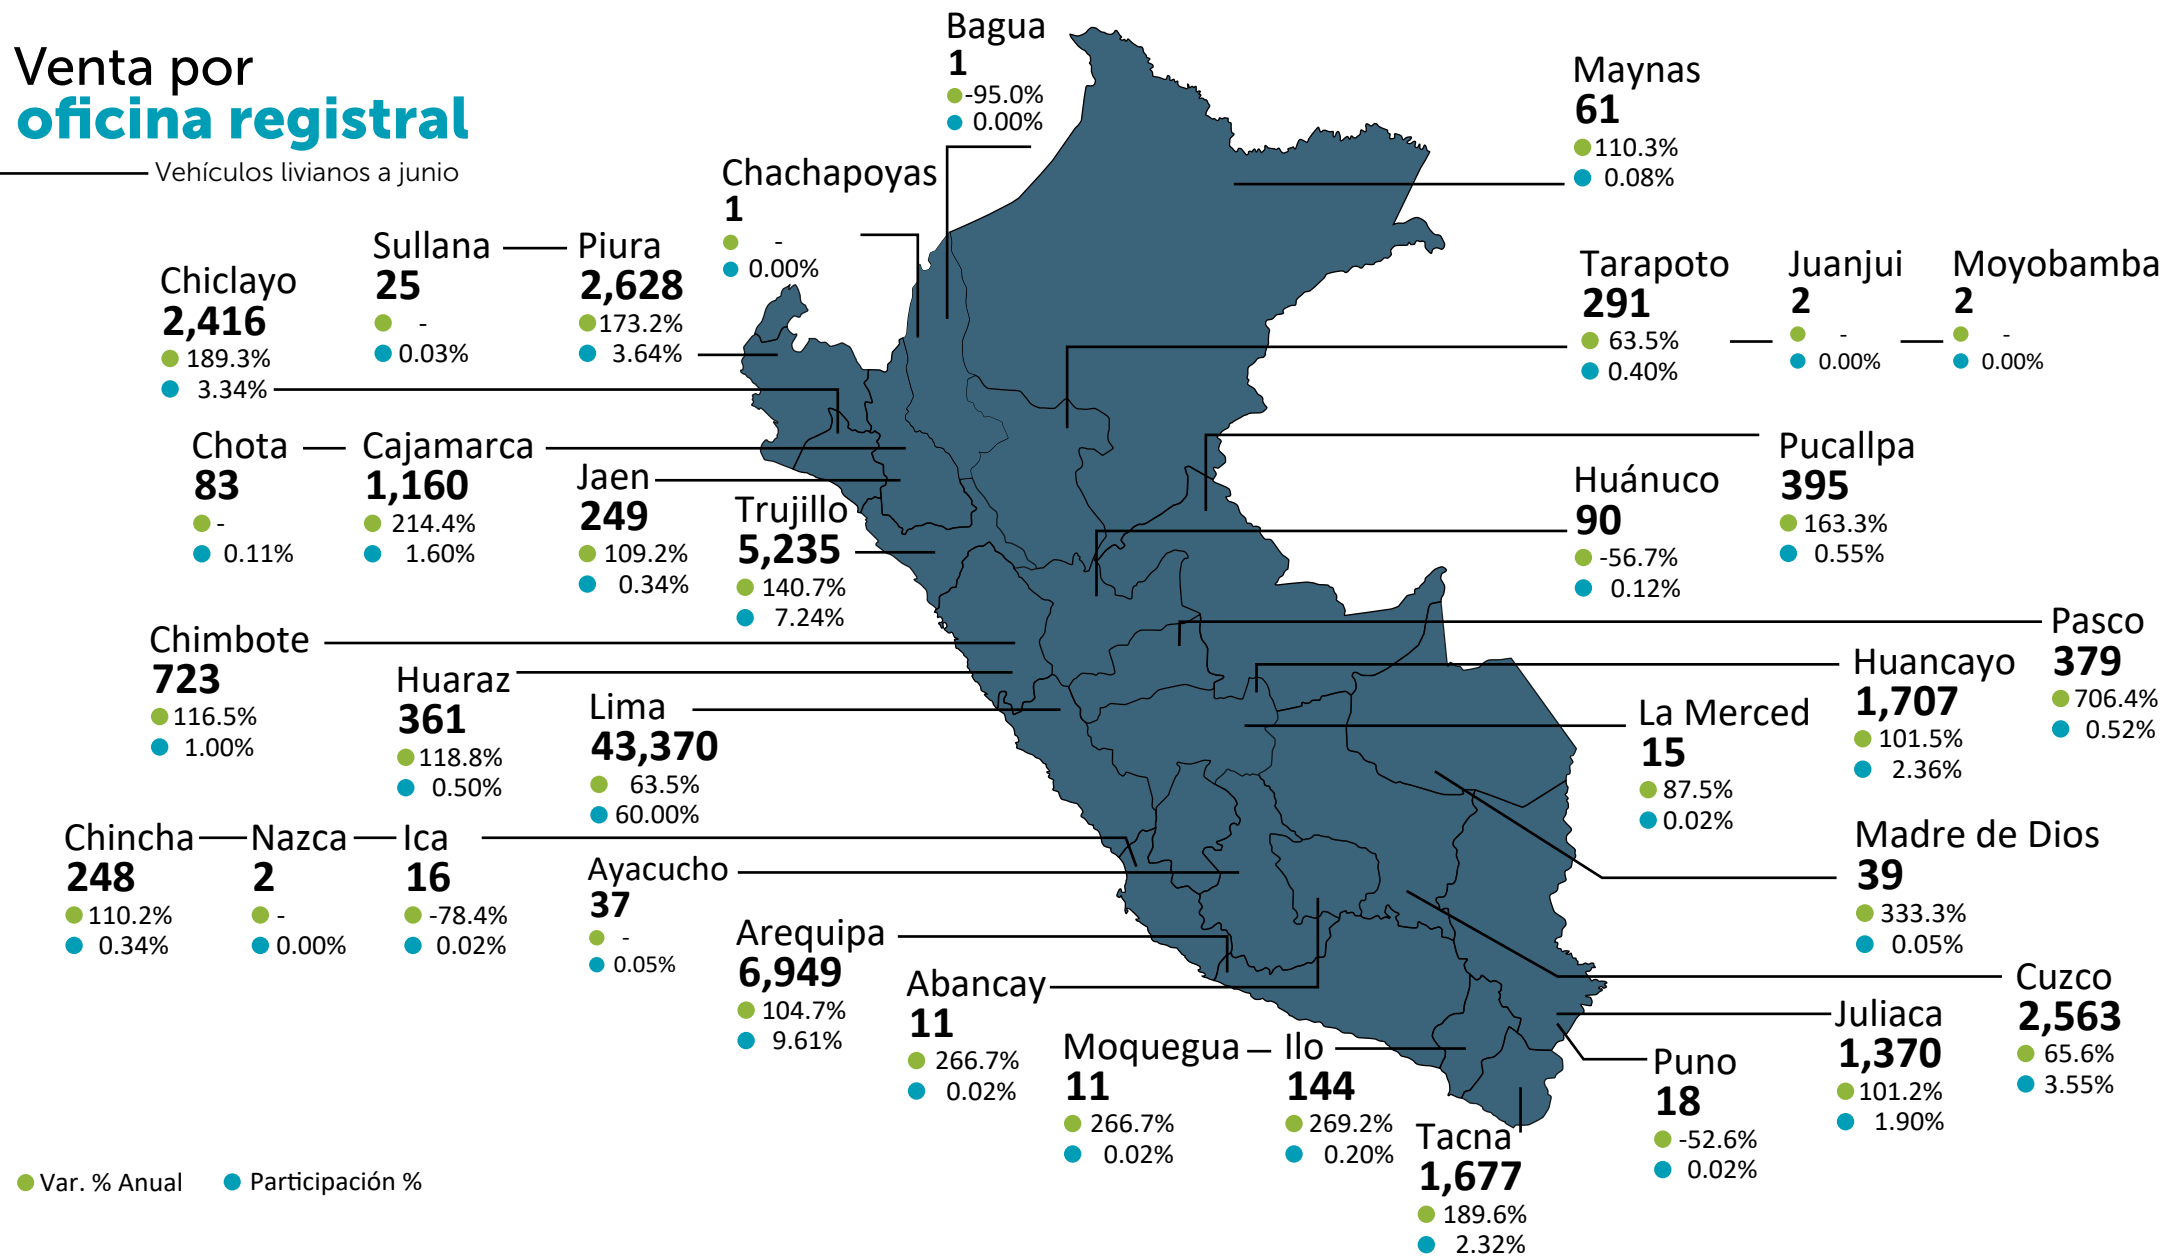 Venta por
oficina registral
Vehículos livianos a junio
Bagua
1
-95.0%
0.00%
Maynas
61
110.3%
0.08%
Chachapoyas
1
-
0.00%
Sullana
25
-
0.03%
Piura
2,628
173.2%
3.64%
Chiclayo
2,416
189.3%
3.34%
Tarapoto
291
63.5%
0.40%
Juanjui
2
-
0.00%
Moyobamba
2
-
0.00%
Chota
83
-
0.11%
Cajamarca
1,160
214.4%
1.60%
Jaen
249
109.2%
0.34%
Trujillo
5,235
140.7%
7.24%
Huánuco
90
-56.7%
0.12%
Pucallpa
395
163.3%
0.55%
Chimbote
723
116.5%
1.00%
Huaraz
361
118.8%
0.50%
Lima
43,370
63.5%
60.00%
La Merced
15
87.5%
0.02%
Huancayo
1,707
101.5%
2.36%
Pasco
379
706.4%
0.52%
Chincha
248
110.2%
0.34%
Nazca
2
-
0.00%
Ica
16
-78.4%
0.02%
Ayacucho
37
-
0.05%
Arequipa
6,949
104.7%
9.61%
Abancay
11
266.7%
0.02%
Madre de Dios
39
333.3%
0.05%
Moquegua
11
266.7%
0.02%
Ilo
144
269.2%
0.20%
Tacna
1,677
189.6%
2.32%
Puno
18
-52.6%
0.02%
Juliaca
1,370
101.2%
1.90%
Cuzco
2,563
65.6%
3.55%
Var. % Anual
Participación %